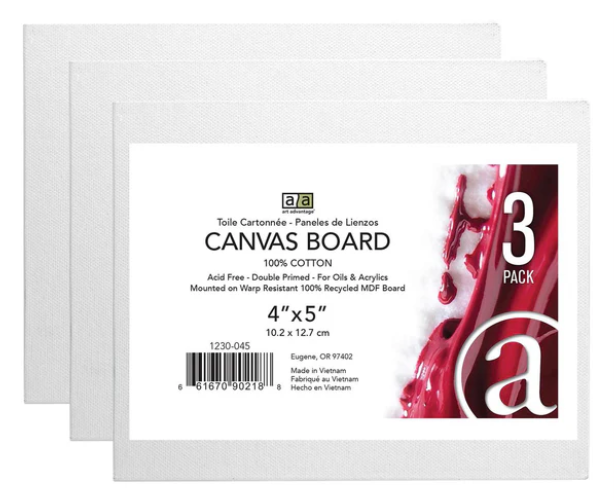 a/a
art advantage®
Toile Cartonnée - Paneles de Lienzos
CANVAS BOARD
100% COTTON
Acid Free - Double Primed - For Oils & Acrylics
Mounted on Warp Resistant 100% Recycled MDF Board
4”x5”
10.2 x 12.7 cm
1230-045
6 61670 90218 8
Eugene, OR 97402
Made in Vietnam
Fabriqué au Vietnam
Hecho en Vietnam
3
PACK
a